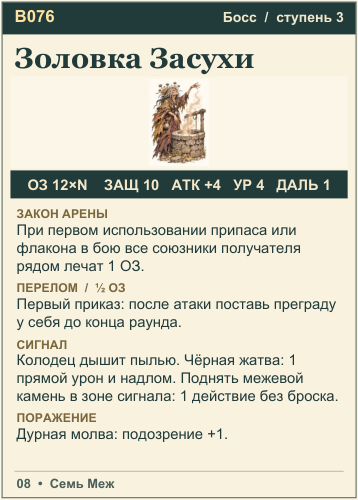 B076
Босс / ступень 3
Золовка Засухи
ОЗ 12×N ЗАЩ 10 АТК +4 УР 4 ДАЛЬ 1
ЗАКОН АРЕНЫ
При первом использовании припаса или
флакона в бою все союзники получателя
рядом лечат 1 ОЗ.
ПЕРЕЛОМ / ½ ОЗ
Первый приказ: после атаки поставь преграду
у себя до конца раунда.
СИГНАЛ
Колодец дышит пылью. Чёрная жатва: 1
прямой урон и надлом. Поднять межевой
камень в зоне сигнала: 1 действие без броска.
ПОРАЖЕНИЕ
Дурная молва: подозрение +1.
08 • Семь Меж